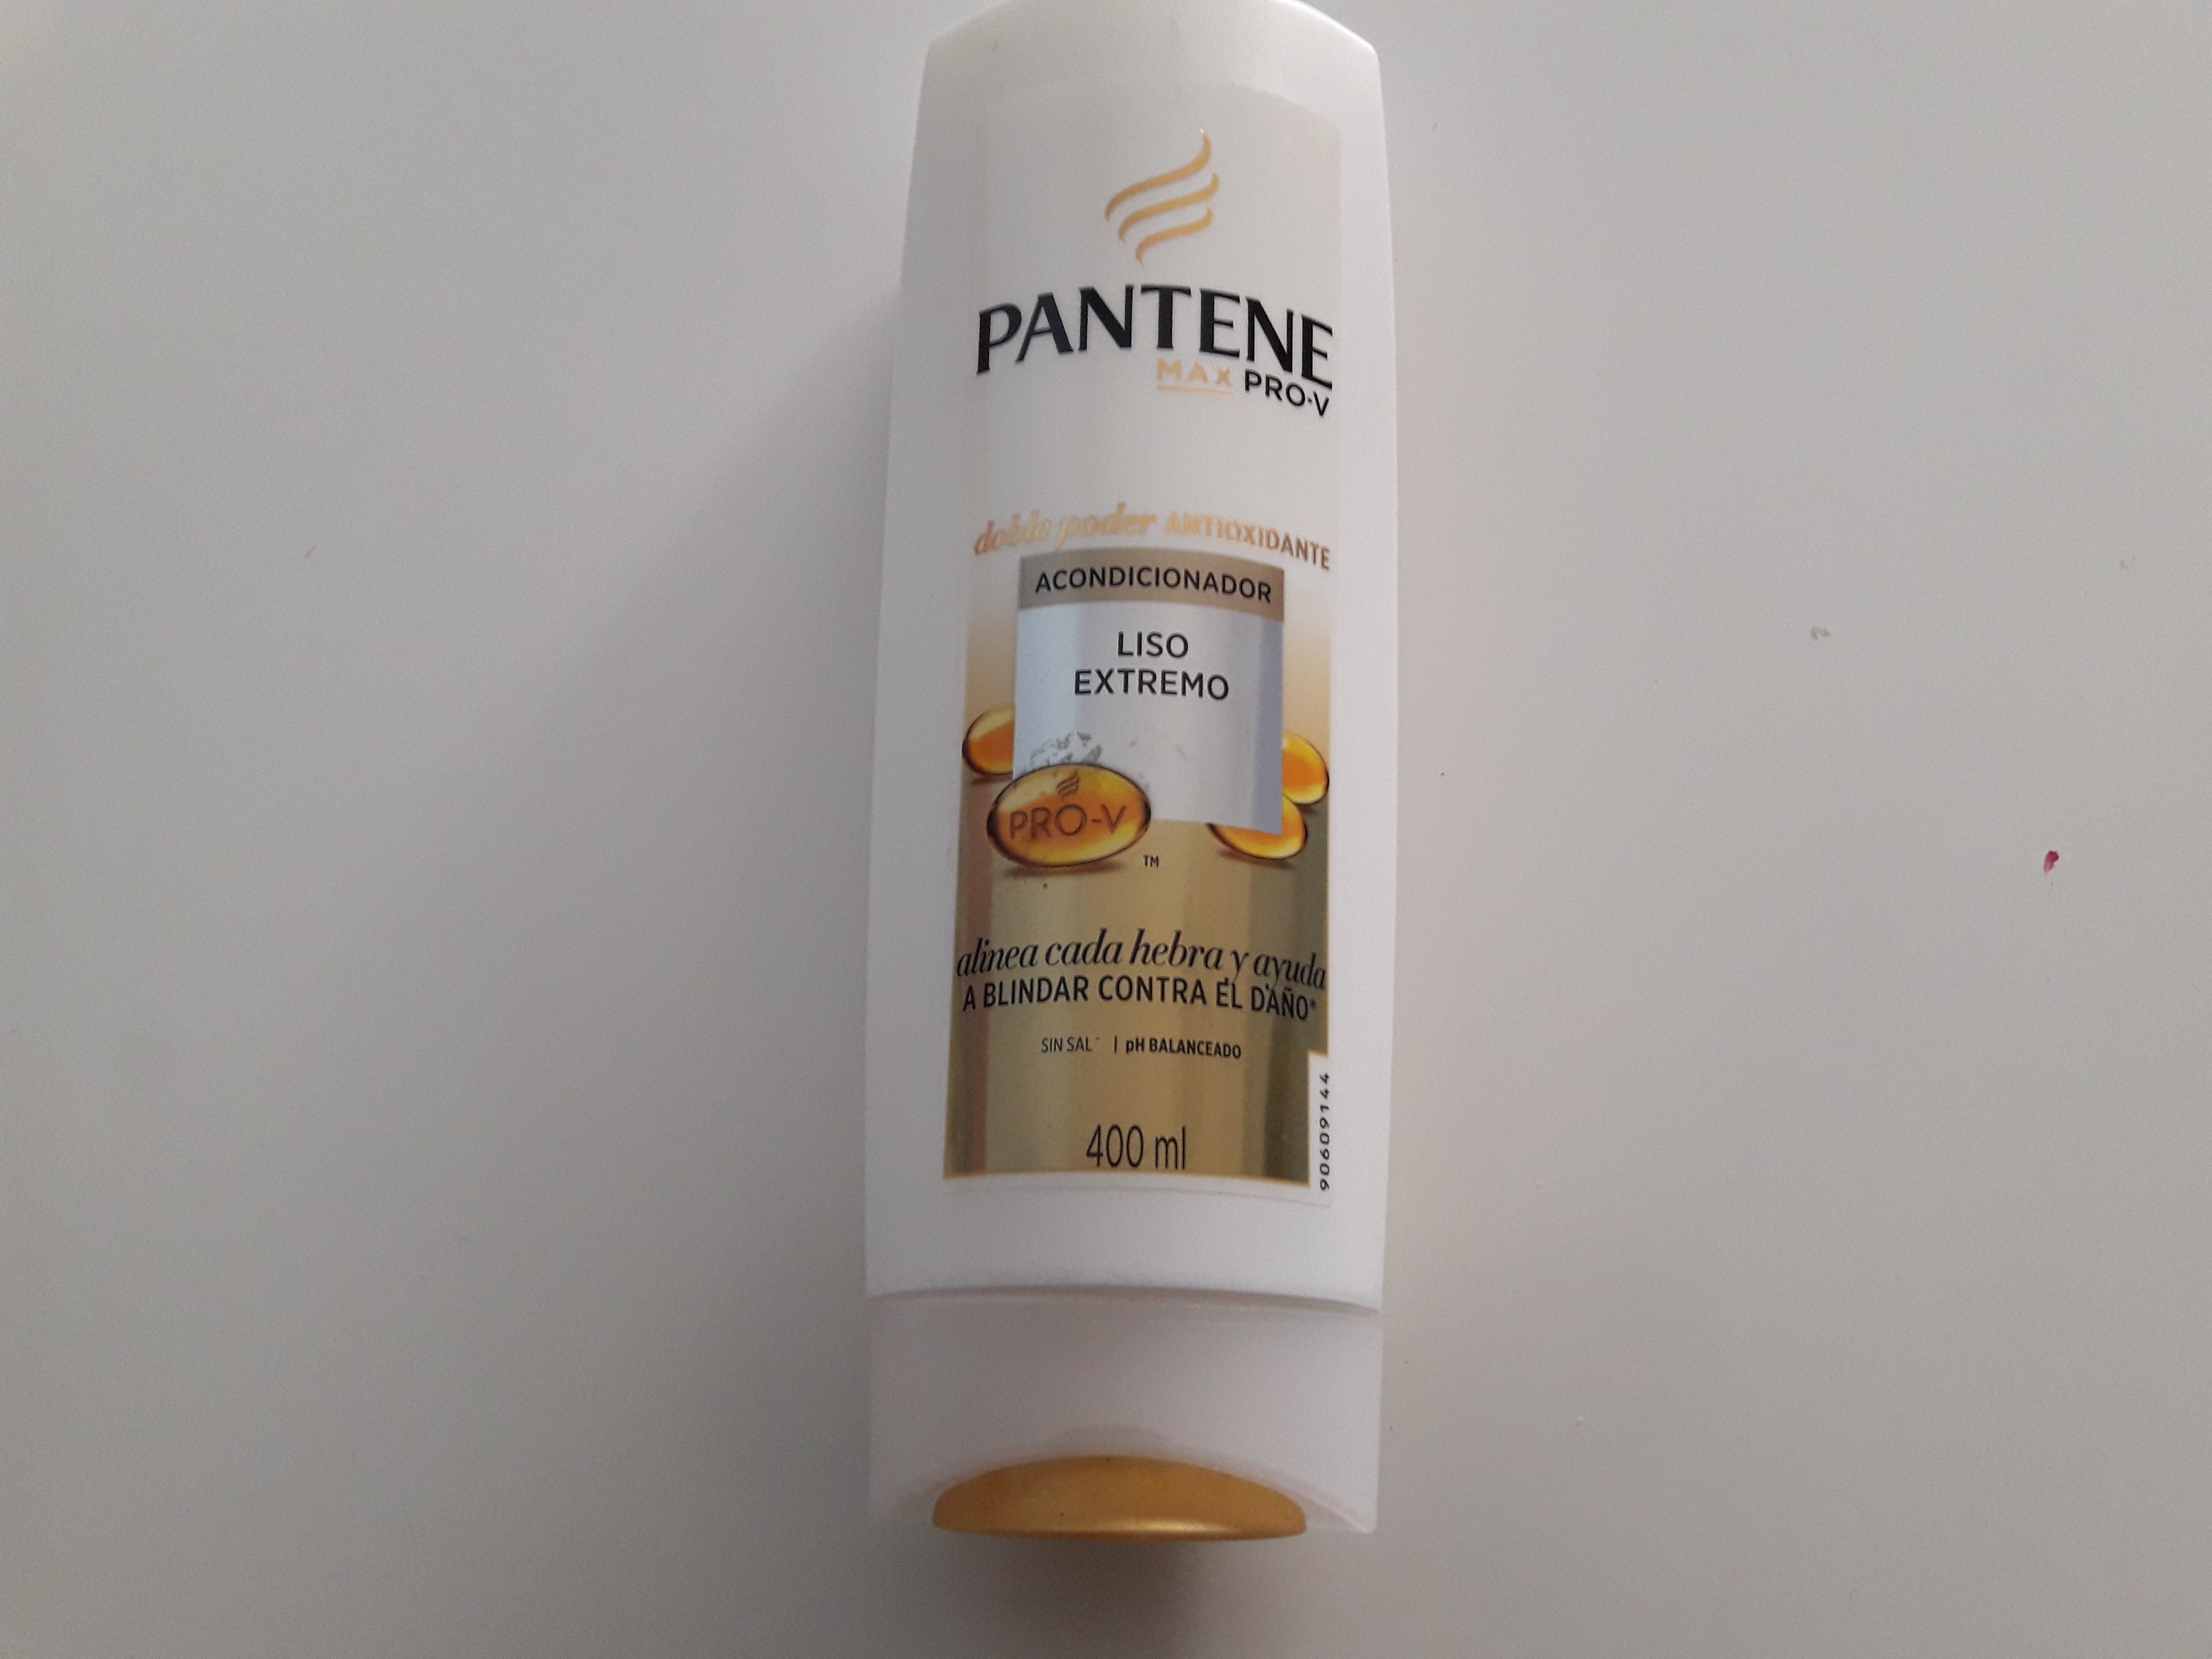 PANTENE
MAX PRO-V
doble poder ANTIOXIDANTE
ACONDICIONADOR
LISO
EXTREMO
PRO-V
TM
alinea cada hebra y ayuda
A BLINDAR CONTRA EL DAÑO*
SIN SAL* | pH BALANCEADO
400 ml
90609144